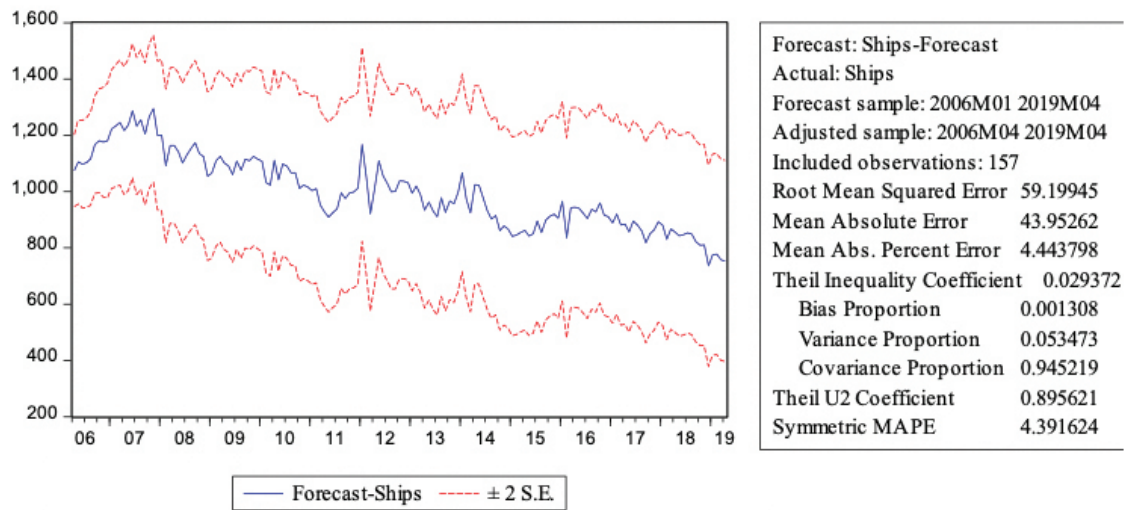 1,600
1,400
1,200
1,000
800
600
400
200
06 07 08 09 10 11 12 13 14 15 16 17 18 19
Forecast-Ships ± 2 S.E.
Forecast: Ships-Forecast
Actual: Ships
Forecast sample: 2006M01 2019M04
Adjusted sample: 2006M04 2019M04
Included observations: 157
Root Mean Squared Error 59.19945
Mean Absolute Error 43.95262
Mean Abs. Percent Error 4.443798
Theil Inequality Coefficient 0.029372
Bias Proportion 0.001308
Variance Proportion 0.053473
Covariance Proportion 0.945219
Theil U2 Coefficient 0.895621
Symmetric MAPE 4.391624